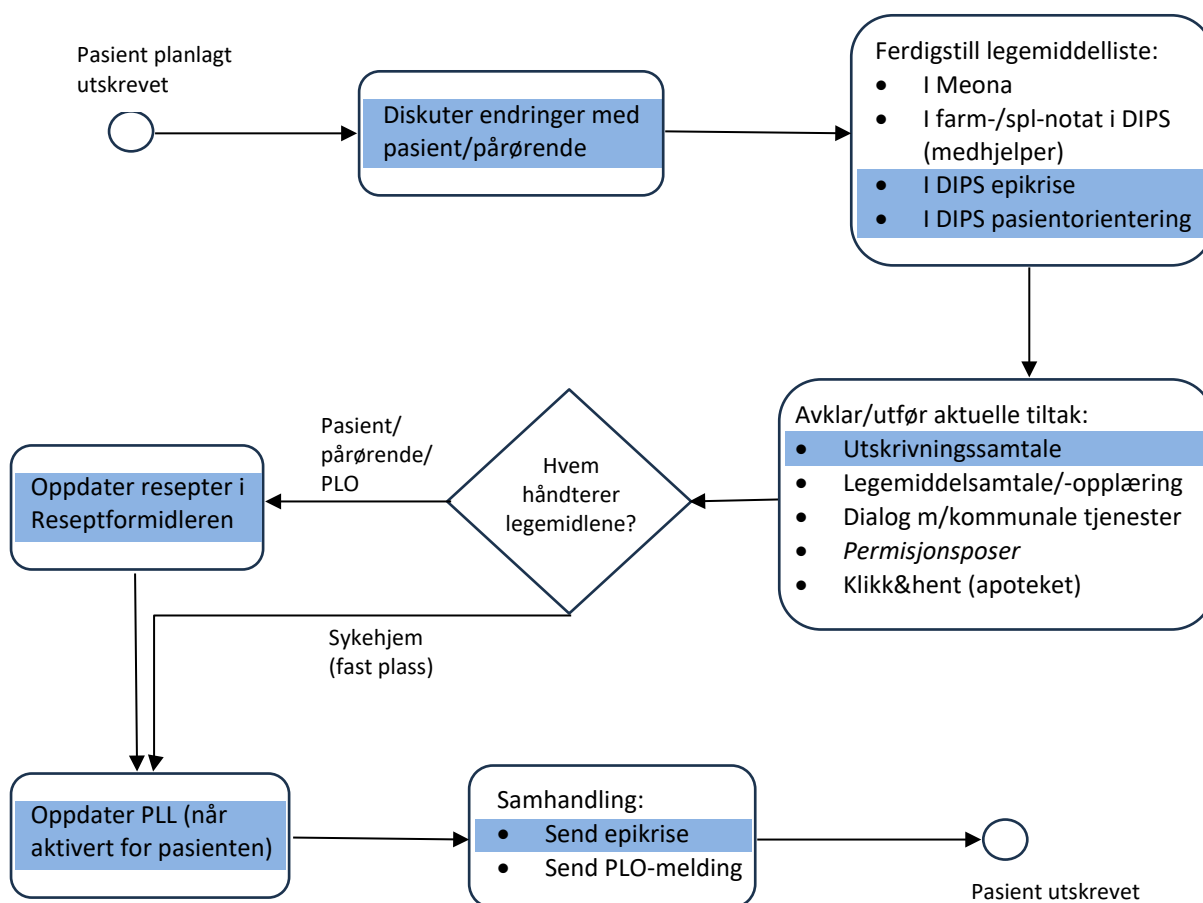 Pasient planlagt
utskrevet
Diskuter endringer med
pasient/pårørende
Ferdigstill legemiddelliste:
• I Meona
• I farm-/spl-notat i DIPS
(medhjelper)
• I DIPS epikrise
• I DIPS pasientorientering
Avklar/utfør aktuelle tiltak:
• Utskrivningssamtale
• Legemiddelsamtale/-opplæring
• Dialog m/kommunale tjenester
• Permisjonsposer
• Klikk&hent (apoteket)
Hvem
håndterer
legemidlene?
Pasient/
pårørende/
PLO
Oppdater resepter i
Reseptformidleren
Sykehjem
(fast plass)
Oppdater PLL (når
aktivert for pasienten)
Samhandling:
• Send epikrise
• Send PLO-melding
Pasient utskrevet